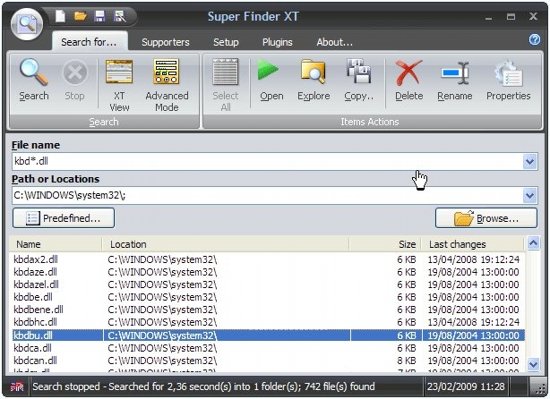 Super Finder XT
Search for... Supporters Setup Plugins About...
Search Stop XT View Advanced Mode Select All Open Explore Copy.. Delete Rename Properties
Search Items Actions
File name
kbd*.dll
Path or Locations
C:\WINDOWS\system32\;
Predefined... Browse...
Name Location Size Last changes
kbdax2.dll C:\WINDOWS\system32\ 6 KB 13/04/2008 19:12:24
kbdaze.dll C:\WINDOWS\system32\ 6 KB 19/08/2004 13:00:00
kbdazel.dll C:\WINDOWS\system32\ 6 KB 19/08/2004 13:00:00
kbdbe.dll C:\WINDOWS\system32\ 6 KB 19/08/2004 13:00:00
kbdbene.dll C:\WINDOWS\system32\ 6 KB 19/08/2004 13:00:00
kbdbhc.dll C:\WINDOWS\system32\ 6 KB 13/04/2008 19:12:24
kbdbu.dll C:\WINDOWS\system32\ 6 KB 19/08/2004 13:00:00
kbdca.dll C:\WINDOWS\system32\ 6 KB 19/08/2004 13:00:00
kbdcan.dll C:\WINDOWS\system32\ 8 KB 19/08/2004 13:00:00
C:\WINDOWS\system32\ 7 KB 19/08/2004 13:00:00
Search stopped - Searched for 2,36 second(s) into 1 folder(s); 742 file(s) found 23/02/2009 11:28